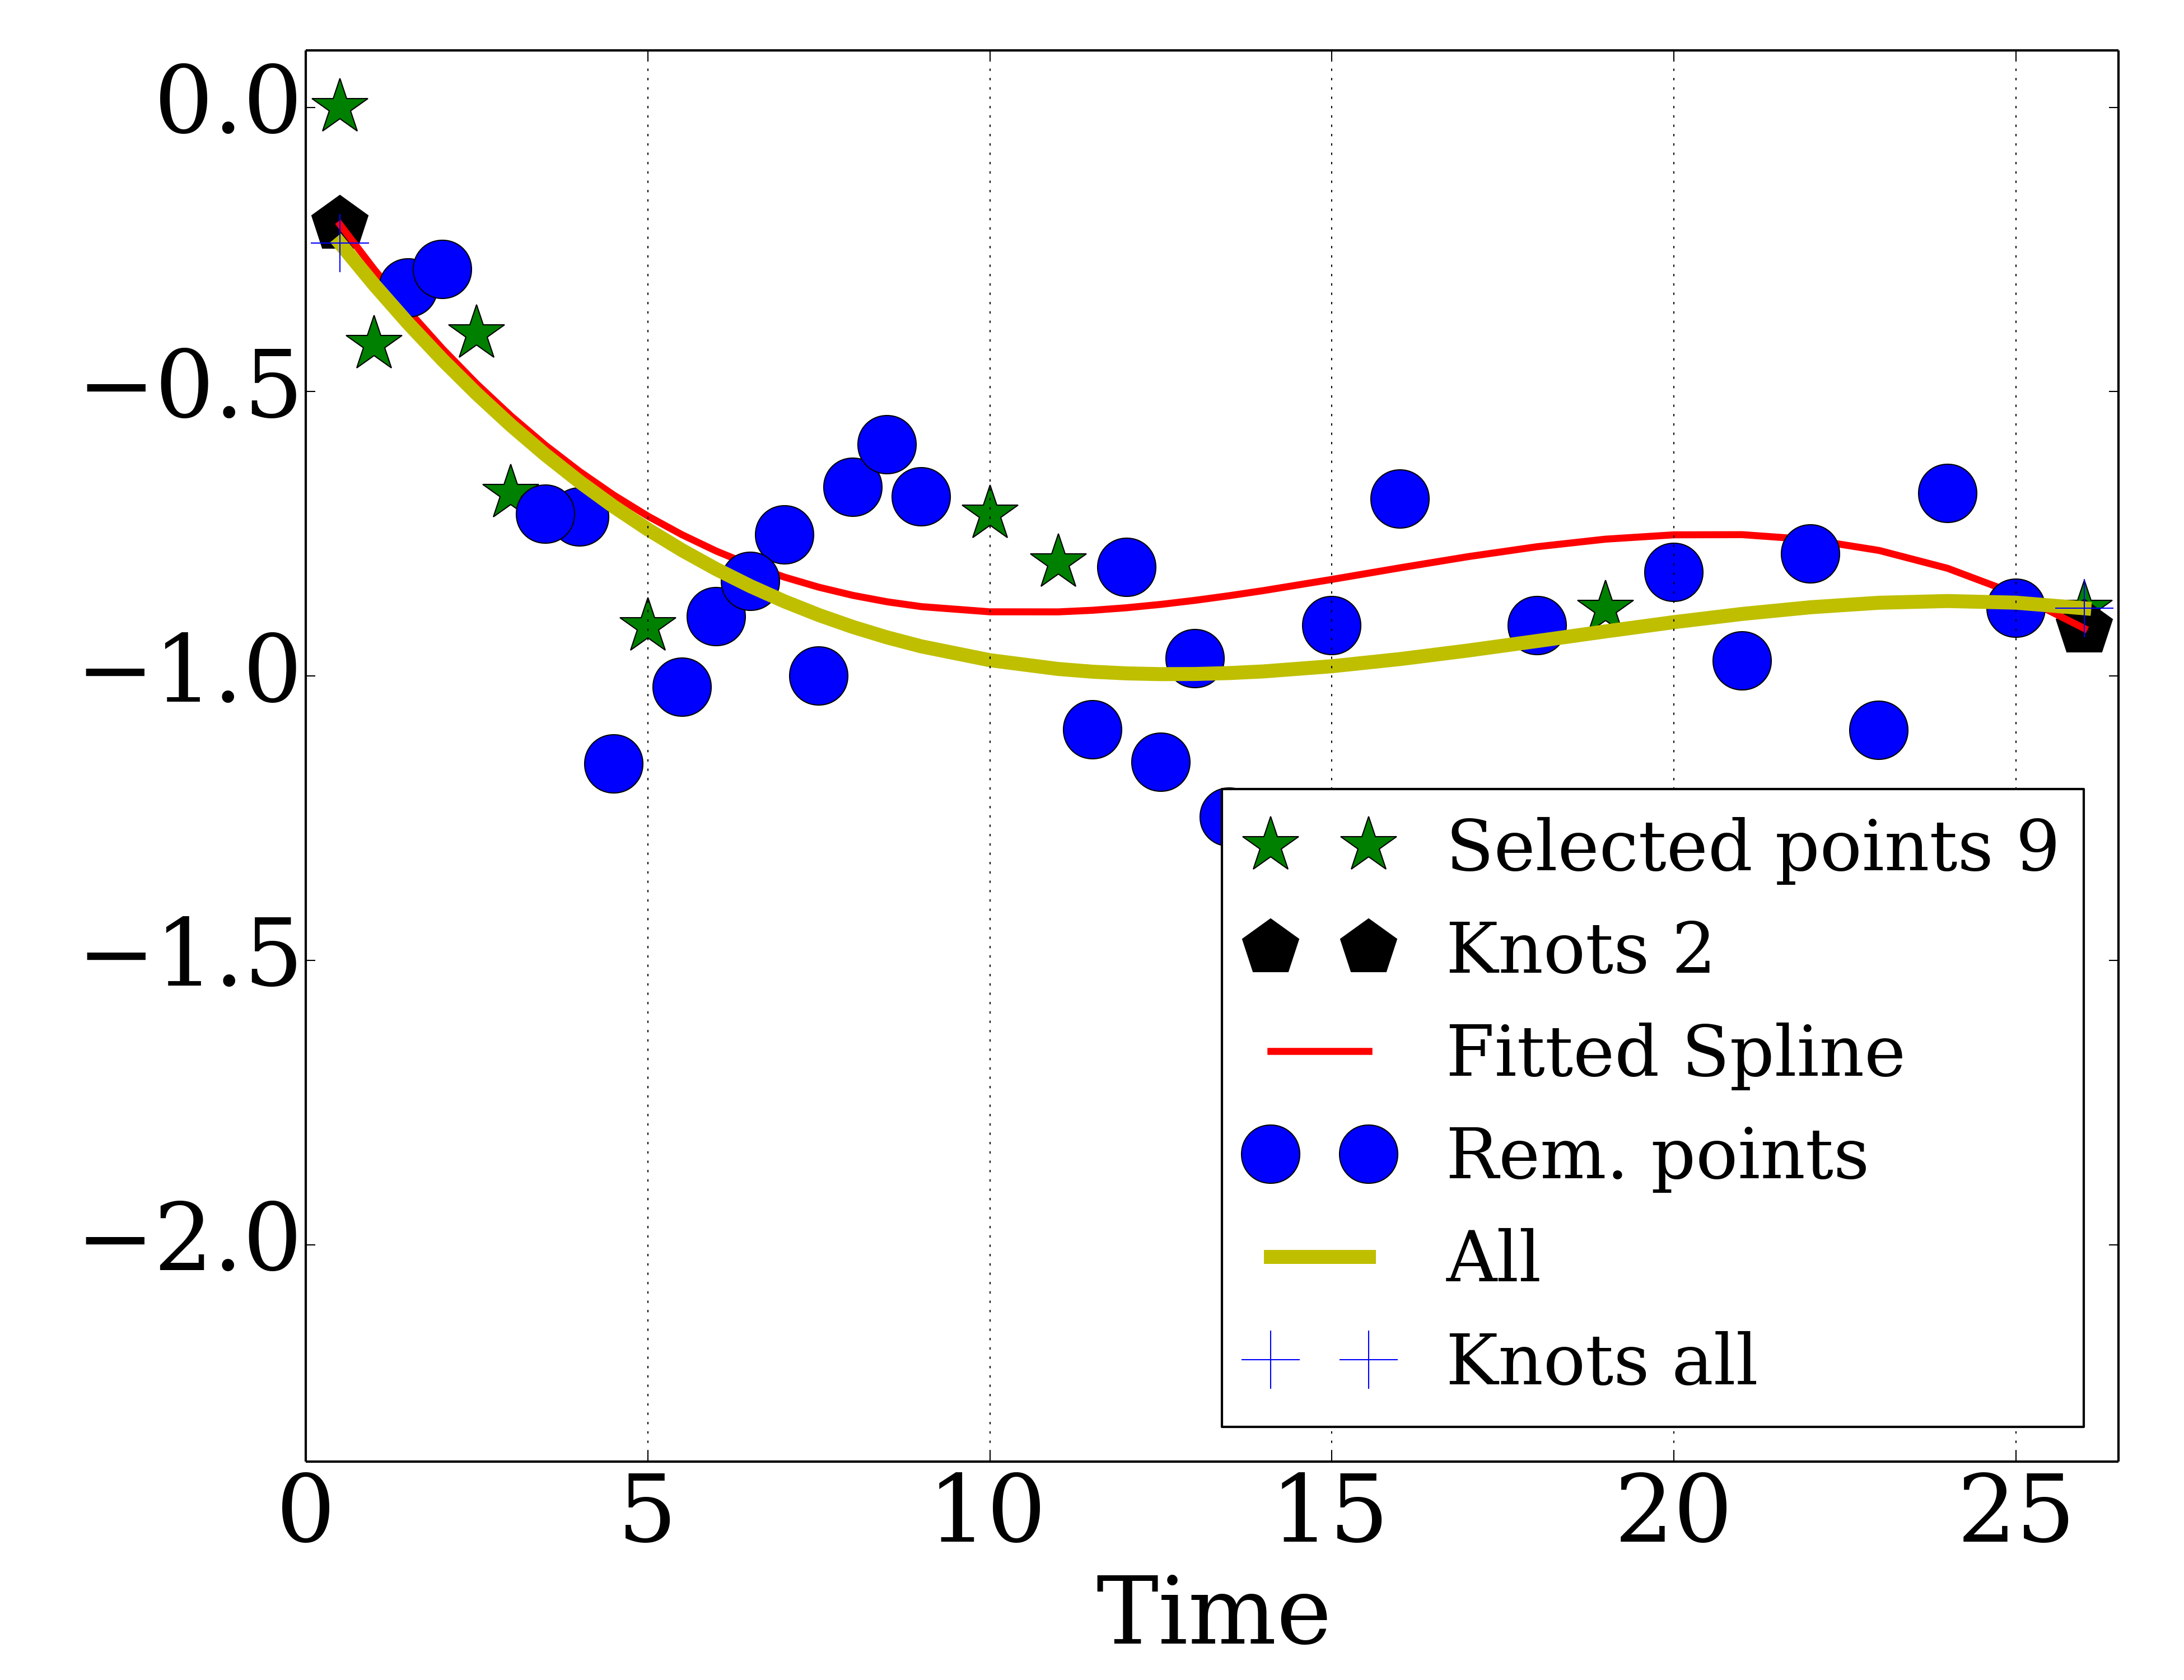 0.0
−0.5
−1.0
−1.5
−2.0
Selected points 9
Knots 2
Fitted Spline
Rem. points
All
Knots all
0 5 10 15 20 25
Time